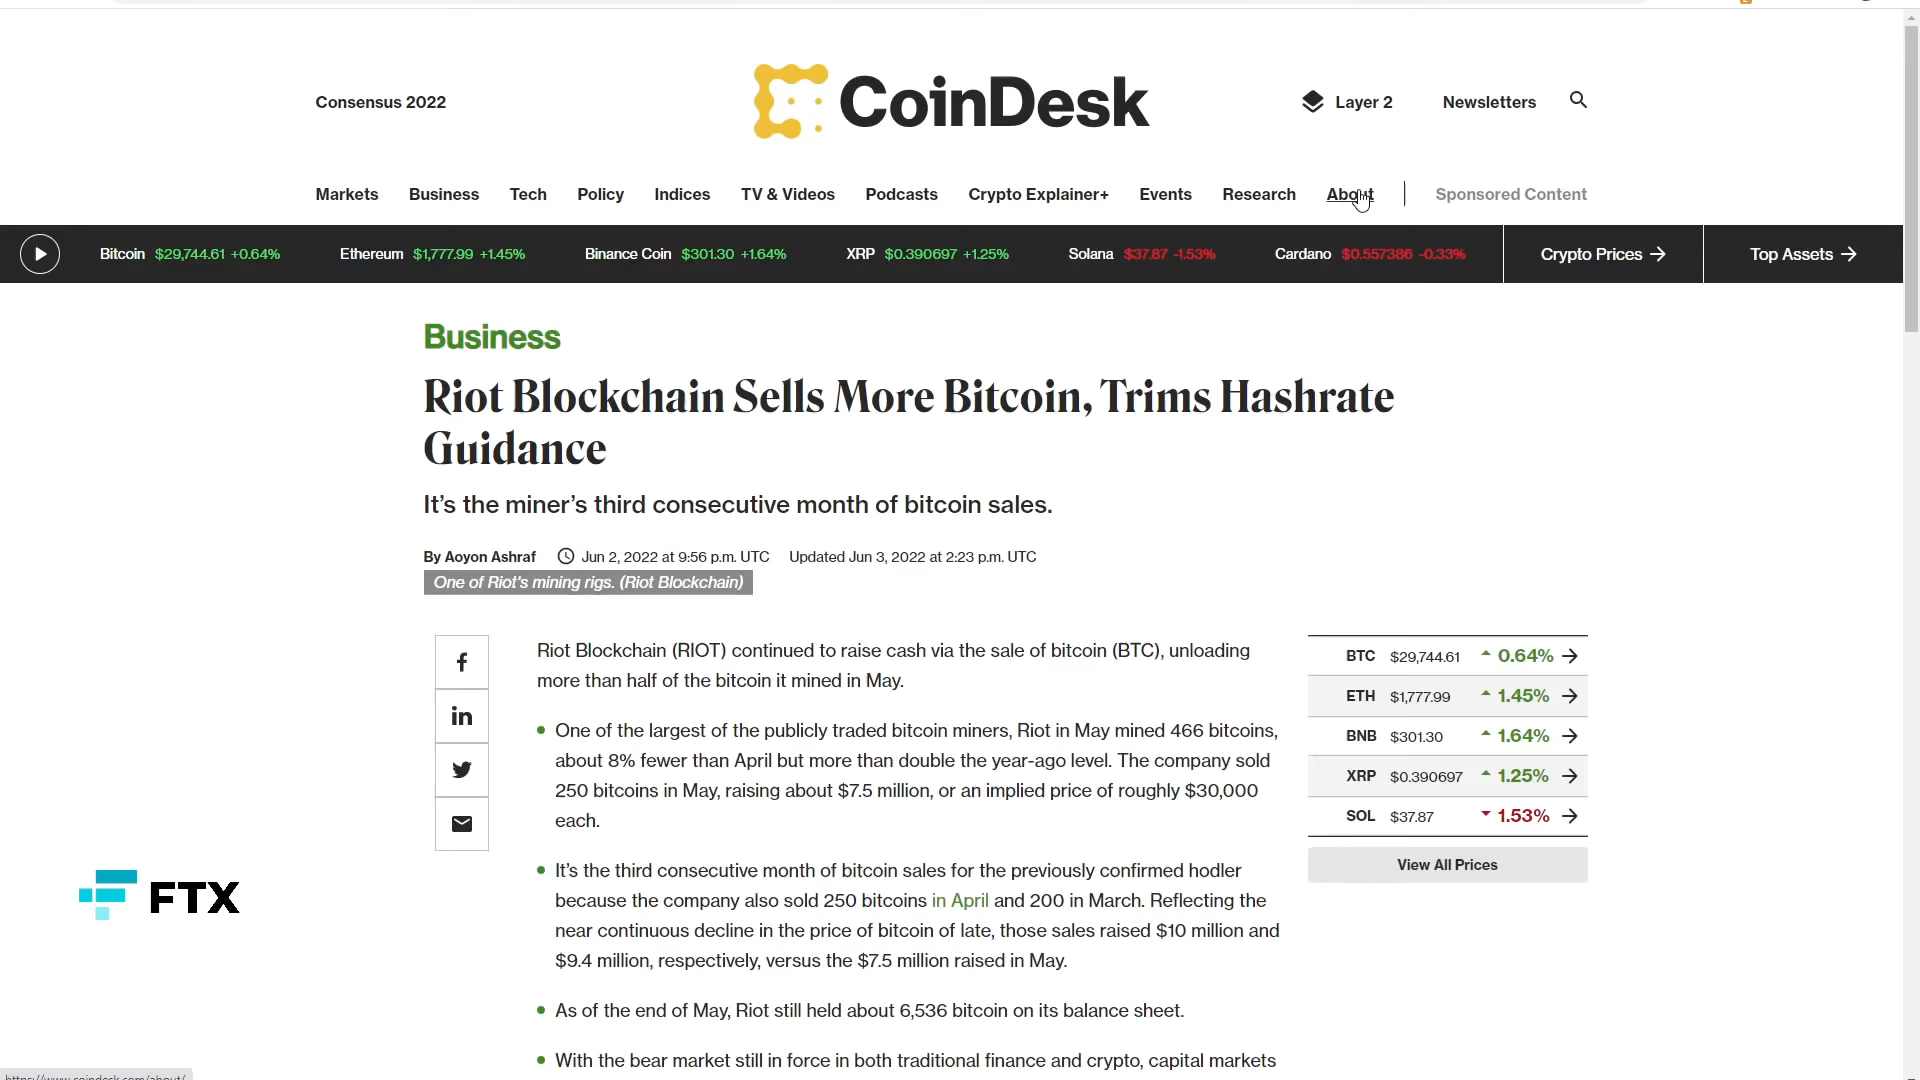 Consensus 2022
CoinDesk
Layer 2
Newsletters
Markets Business Tech Policy Indices TV & Videos Podcasts Crypto Explainer+ Events Research About Sponsored Content
Bitcoin $29,744.61 +0.64% Ethereum $1,777.99 +1.45% Binance Coin $301.30 +1.64% XRP $0.390697 +1.25% Solana $37.87 -1.53% Cardano $0.557386 -0.33% Crypto Prices → Top Assets →
Business
Riot Blockchain Sells More Bitcoin, Trims Hashrate
Guidance
It’s the miner’s third consecutive month of bitcoin sales.
By Aoyon Ashraf Jun 2, 2022 at 9:56 p.m. UTC Updated Jun 3, 2022 at 2:23 p.m. UTC
One of Riot's mining rigs. (Riot Blockchain)
Riot Blockchain (RIOT) continued to raise cash via the sale of bitcoin (BTC), unloading
more than half of the bitcoin it mined in May.
• One of the largest of the publicly traded bitcoin miners, Riot in May mined 466 bitcoins,
about 8% fewer than April but more than double the year-ago level. The company sold
250 bitcoins in May, raising about $7.5 million, or an implied price of roughly $30,000
each.
• It’s the third consecutive month of bitcoin sales for the previously confirmed hodler
because the company also sold 250 bitcoins in April and 200 in March. Reflecting the
near continuous decline in the price of bitcoin of late, those sales raised $10 million and
$9.4 million, respectively, versus the $7.5 million raised in May.
• As of the end of May, Riot still held about 6,536 bitcoin on its balance sheet.
• With the bear market still in force in both traditional finance and crypto, capital markets
BTC $29,744.61 0.64% →
ETH $1,777.99 1.45% →
BNB $301.30 1.64% →
XRP $0.390697 1.25% →
SOL $37.87 1.53% →
View All Prices
FTX
https://www.coindesk.com/about/